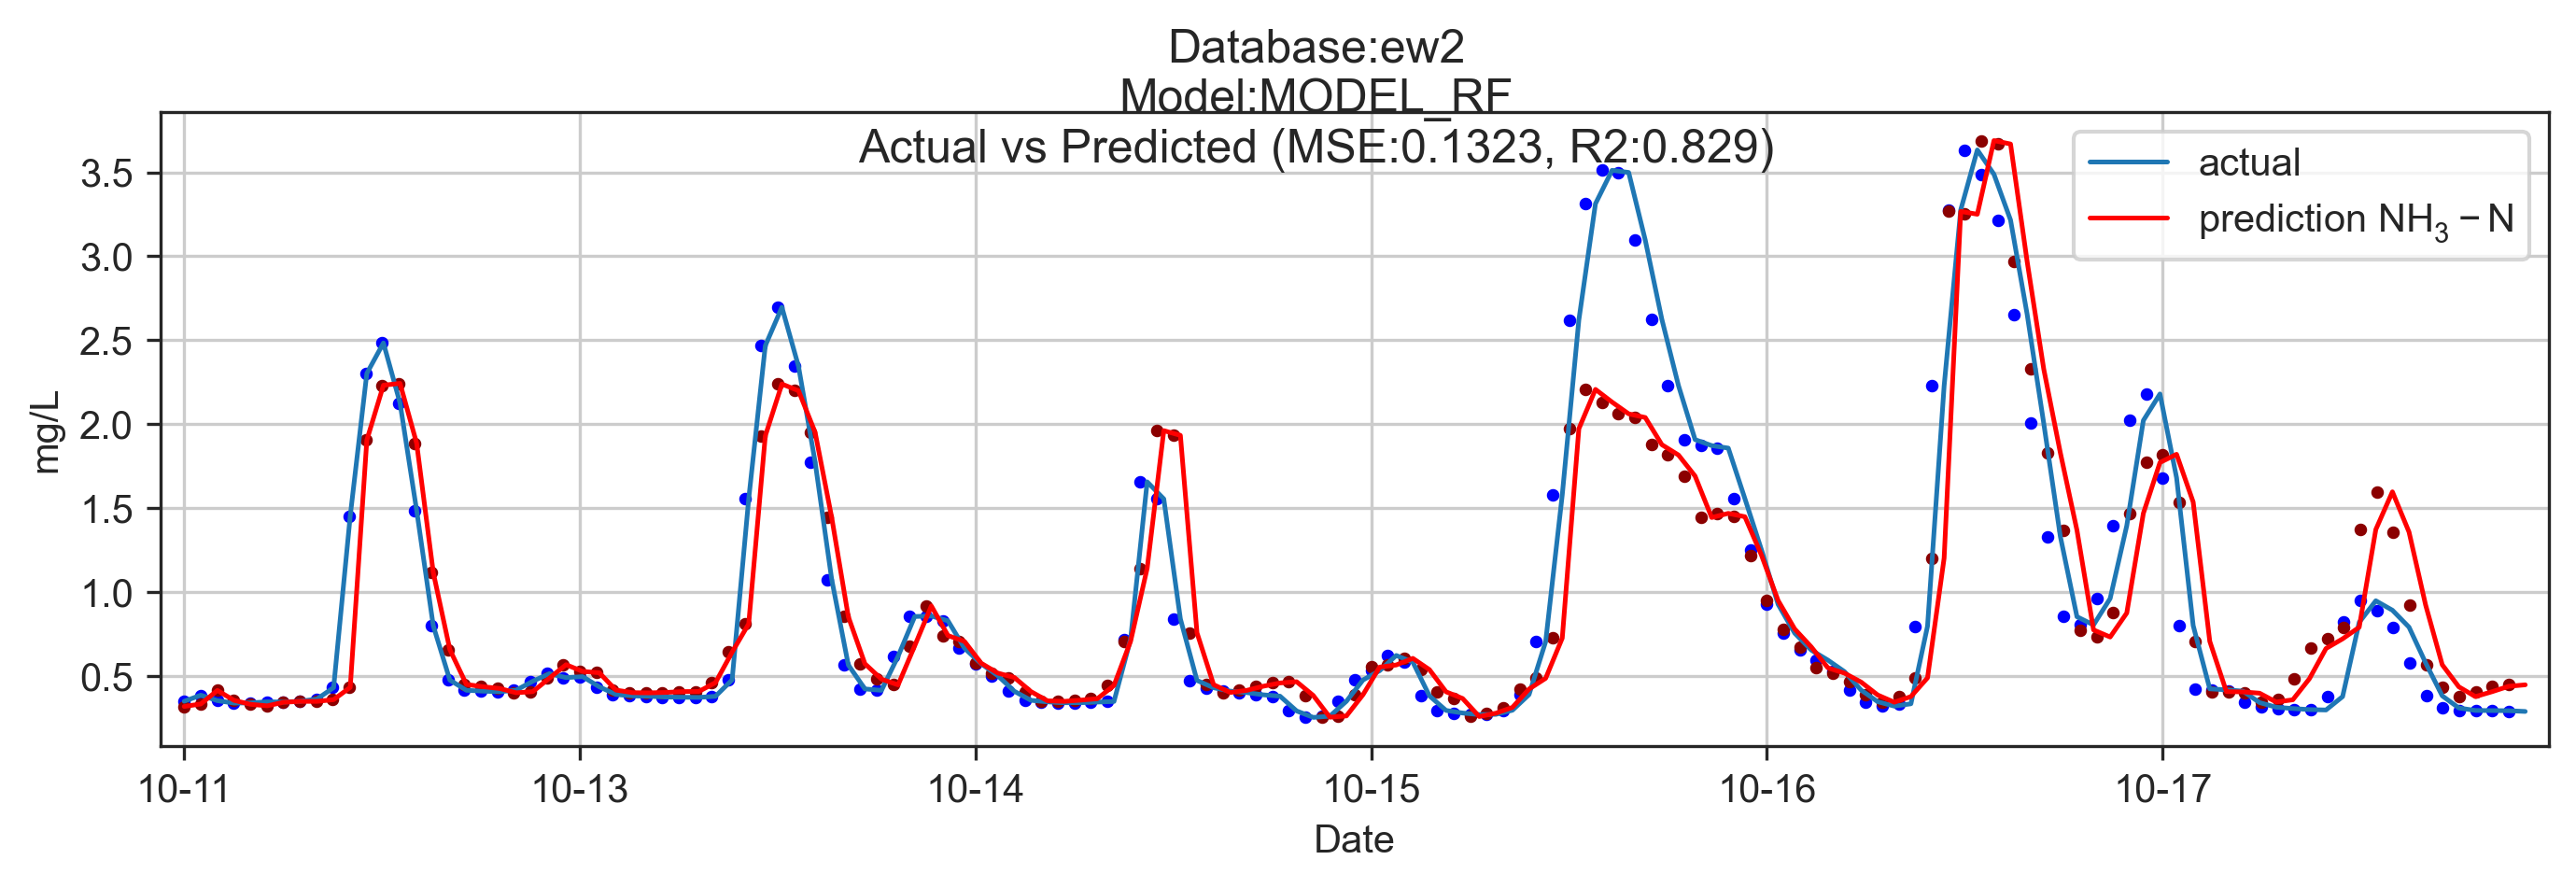 Database:ew2
Model:MODEL_RF
Actual vs Predicted (MSE:0.1323, R2:0.829)
actual
prediction NH₃ − N
3.5
3.0
2.5
2.0
1.5
1.0
0.5
mg/L
10-11 10-13 10-14 10-15 10-16 10-17
Date